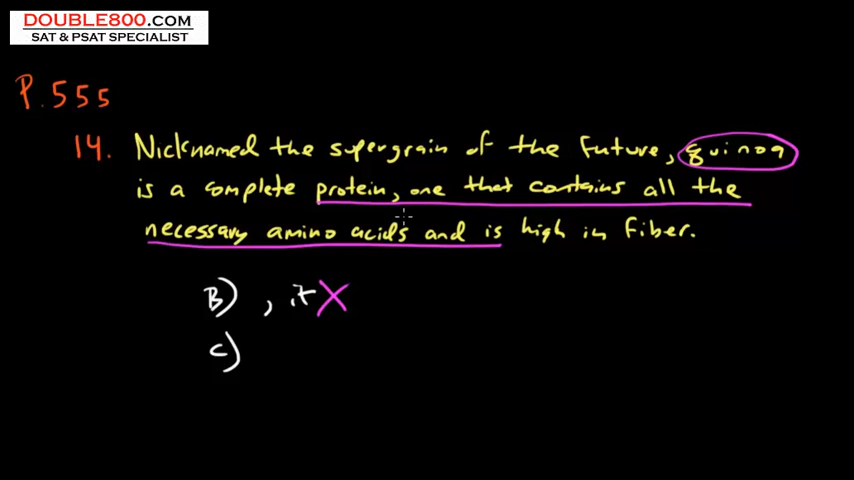 DOUBLE800.COM
SAT & PSAT SPECIALIST
P.555
14. Nicknamed the supergrain of the future, quinoa
is a complete protein, one that contains all the
necessary amino acids and is high in fiber.
B) , it X
C)